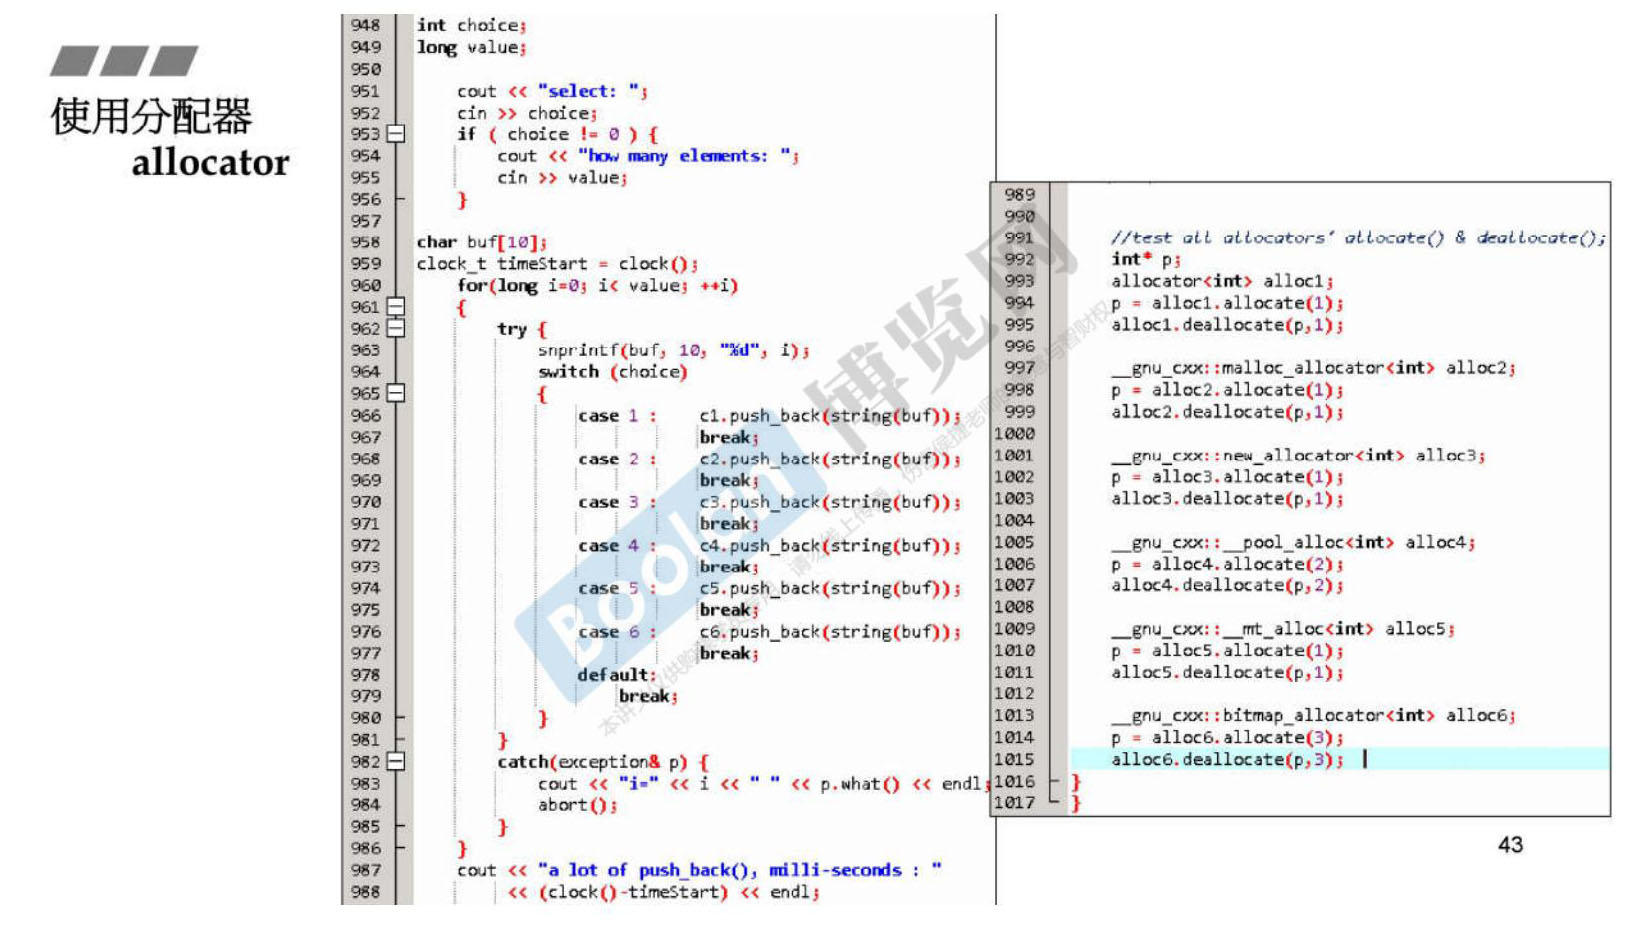 使用分配器
allocator
948 int choice;
949 long value;
950
951 cout << "select: ";
952 cin >> choice;
953 if ( choice != 0 ) {
954 cout << "how many elements: ";
955 cin >> value;
956 }
957
958 char buf[10];
959 clock_t timeStart = clock();
960 for(long i=0; i< value; ++i)
961 {
962 try {
963 snprintf(buf, 10, "%d", i);
964 switch (choice)
965 {
966 case 1 : c1.push_back(string(buf));
967 break;
968 case 2 : c2.push_back(string(buf));
969 break;
970 case 3 : c3.push_back(string(buf));
971 break;
972 case 4 : c4.push_back(string(buf));
973 break;
974 case 5 : c5.push_back(string(buf));
975 break;
976 case 6 : c6.push_back(string(buf));
977 break;
978 default:
979 break;
980 }
981 }
982 catch(exception& p) {
983 cout << "i=" << i << " " << p.what() << endl;
984 abort();
985 }
986 }
987 cout << "a lot of push_back(), milli-seconds : "
988 << (clock()-timeStart) << endl;
989
990
991 //test all allocators' allocate() & deallocate();
992 int* p;
993 allocator<int> alloc1;
994 p = alloc1.allocate(1);
995 alloc1.deallocate(p,1);
996
997 __gnu_cxx::malloc_allocator<int> alloc2;
998 p = alloc2.allocate(1);
999 alloc2.deallocate(p,1);
1000
1001 __gnu_cxx::new_allocator<int> alloc3;
1002 p = alloc3.allocate(1);
1003 alloc3.deallocate(p,1);
1004
1005 __gnu_cxx::__pool_alloc<int> alloc4;
1006 p = alloc4.allocate(2);
1007 alloc4.deallocate(p,2);
1008
1009 __gnu_cxx::__mt_alloc<int> alloc5;
1010 p = alloc5.allocate(1);
1011 alloc5.deallocate(p,1);
1012
1013 __gnu_cxx::bitmap_allocator<int> alloc6;
1014 p = alloc6.allocate(3);
1015 alloc6.deallocate(p,3);
1016 }
1017 }
43
Boolan 博览网